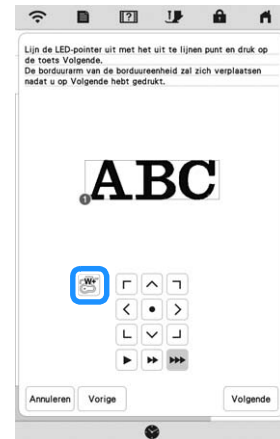 Lijn de LED-pointer uit met het uit te lijnen punt en druk op
de toets Volgende.
De borduurarm van de borduureenheid zal zich verplaatsen
nadat u op Volgende hebt gedrukt.
ABC
1
W+
Annuleren Vorige Volgende